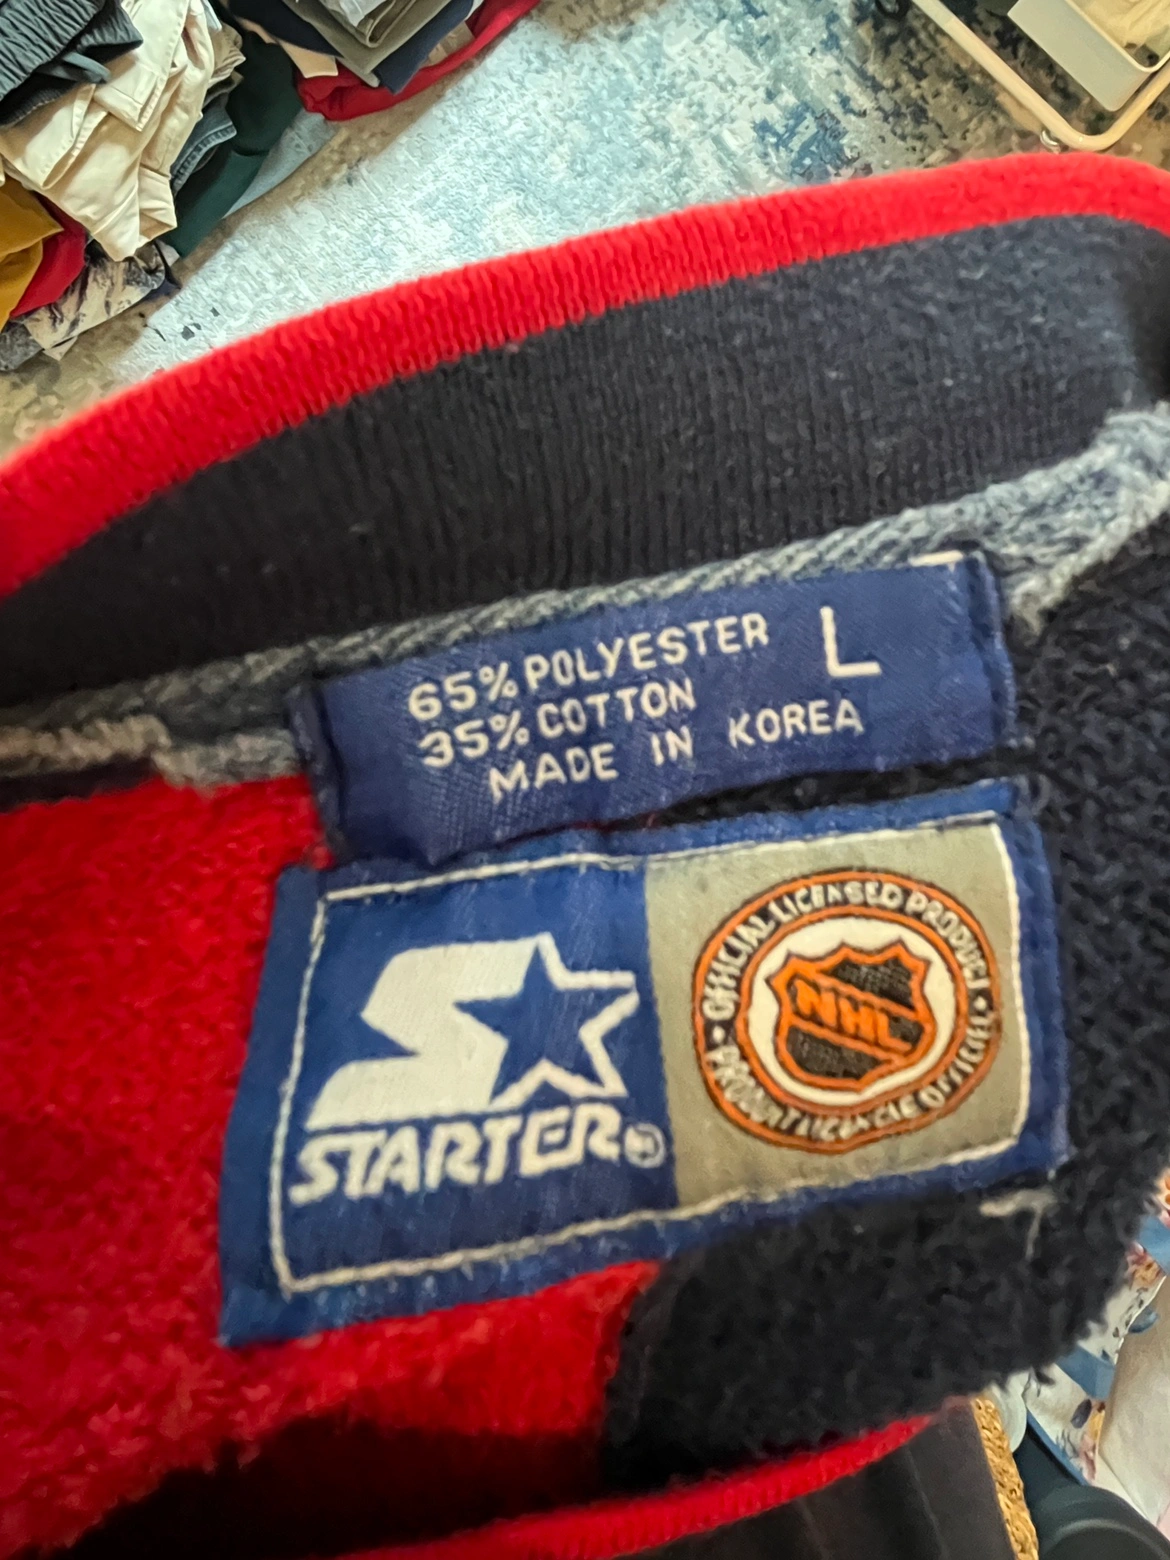 65% POLYESTER L
35% COTTON
MADE IN KOREA
STARTER®
OFFICIAL LICENSED PRODUCT
NHL